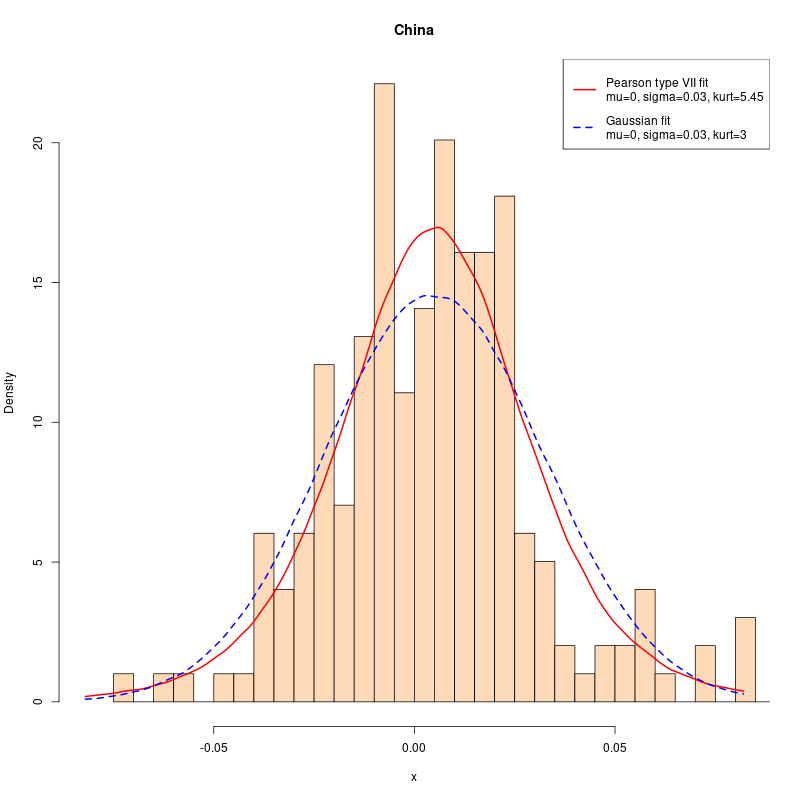 China
Pearson type VII fit
mu=0, sigma=0.03, kurt=5.45
Gaussian fit
mu=0, sigma=0.03, kurt=3
Density
20
15
10
5
0
-0.05
0.00
0.05
x